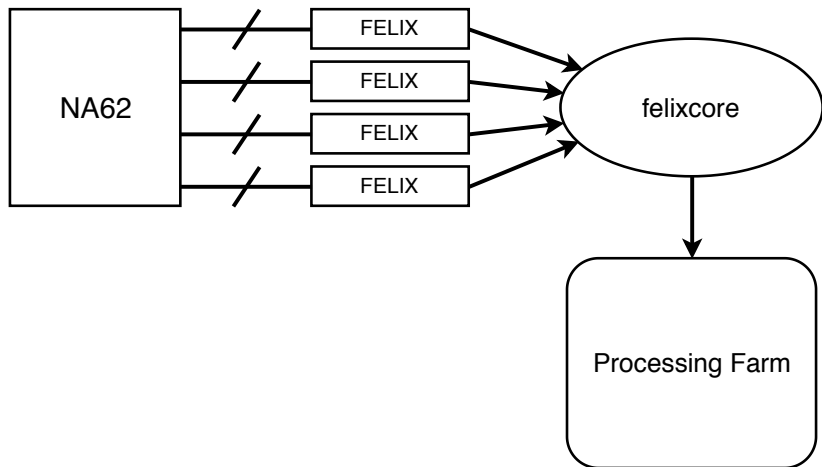 NA62
FELIX
FELIX
FELIX
FELIX
felixcore
Processing Farm